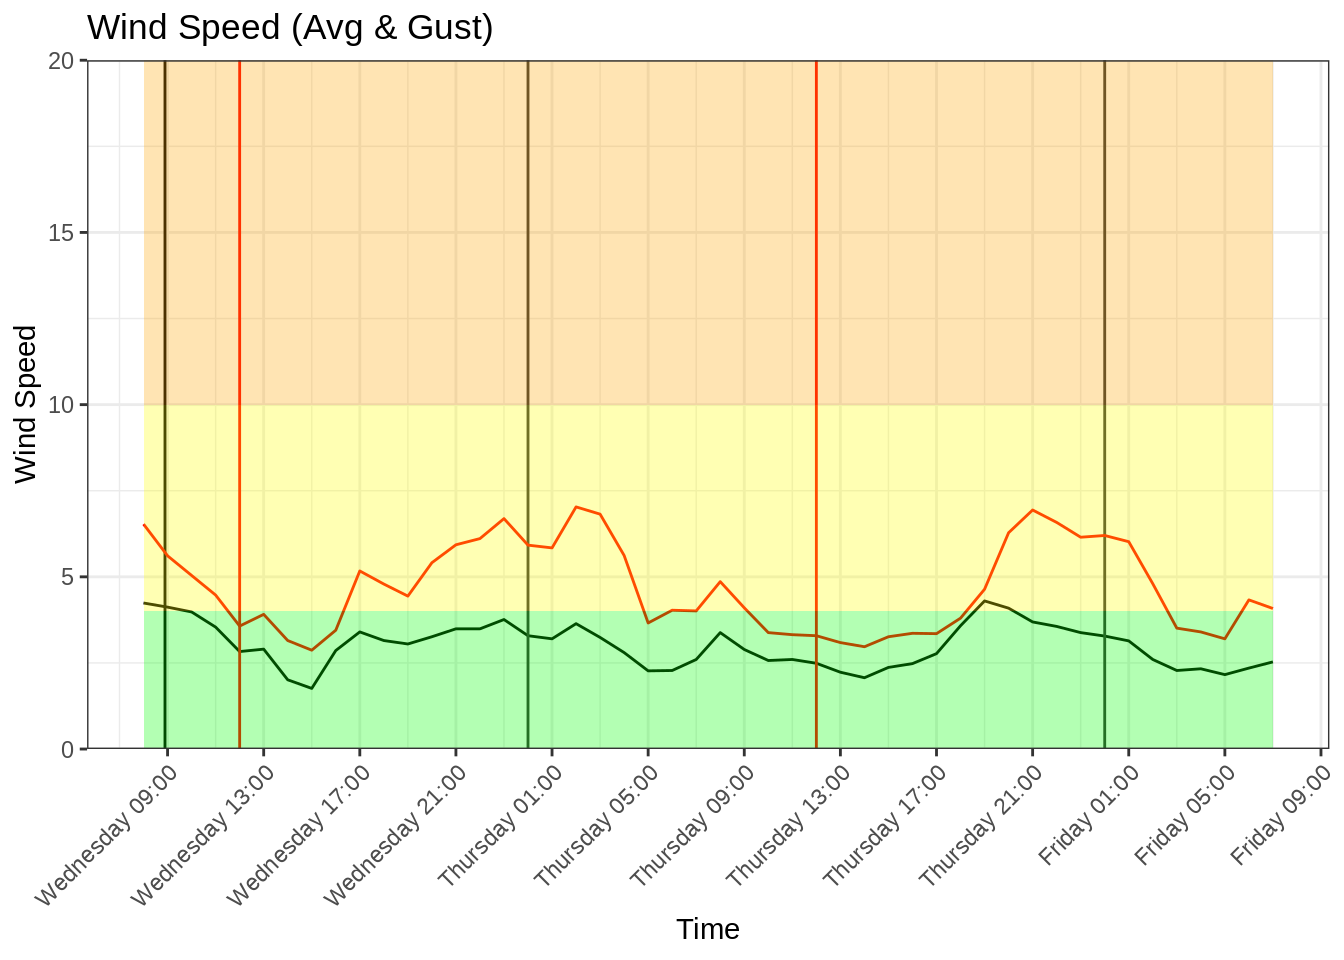 Wind Speed (Avg & Gust)
20
15
10
5
0
Wind Speed
Wednesday 09:00
Wednesday 13:00
Wednesday 17:00
Wednesday 21:00
Thursday 01:00
Thursday 05:00
Thursday 09:00
Thursday 13:00
Thursday 17:00
Thursday 21:00
Friday 01:00
Friday 05:00
Friday 09:00
Time